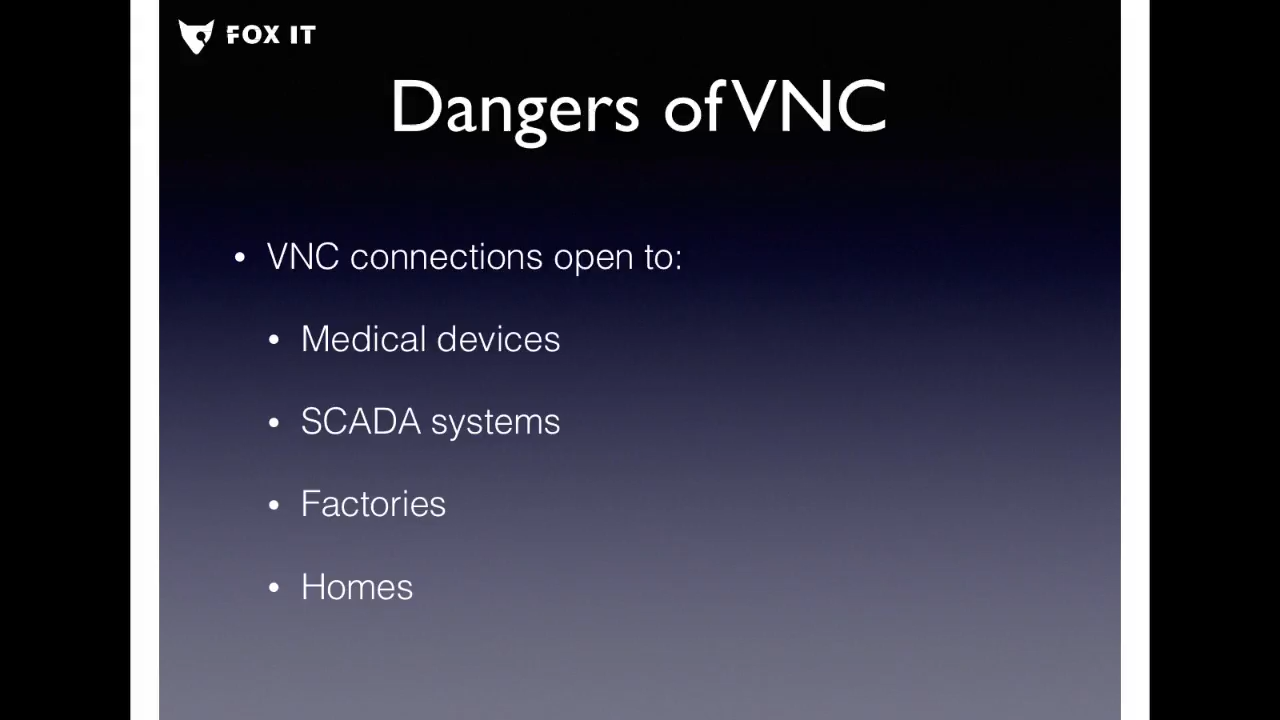 FOX IT
Dangers of VNC
• VNC connections open to:
• Medical devices
• SCADA systems
• Factories
• Homes